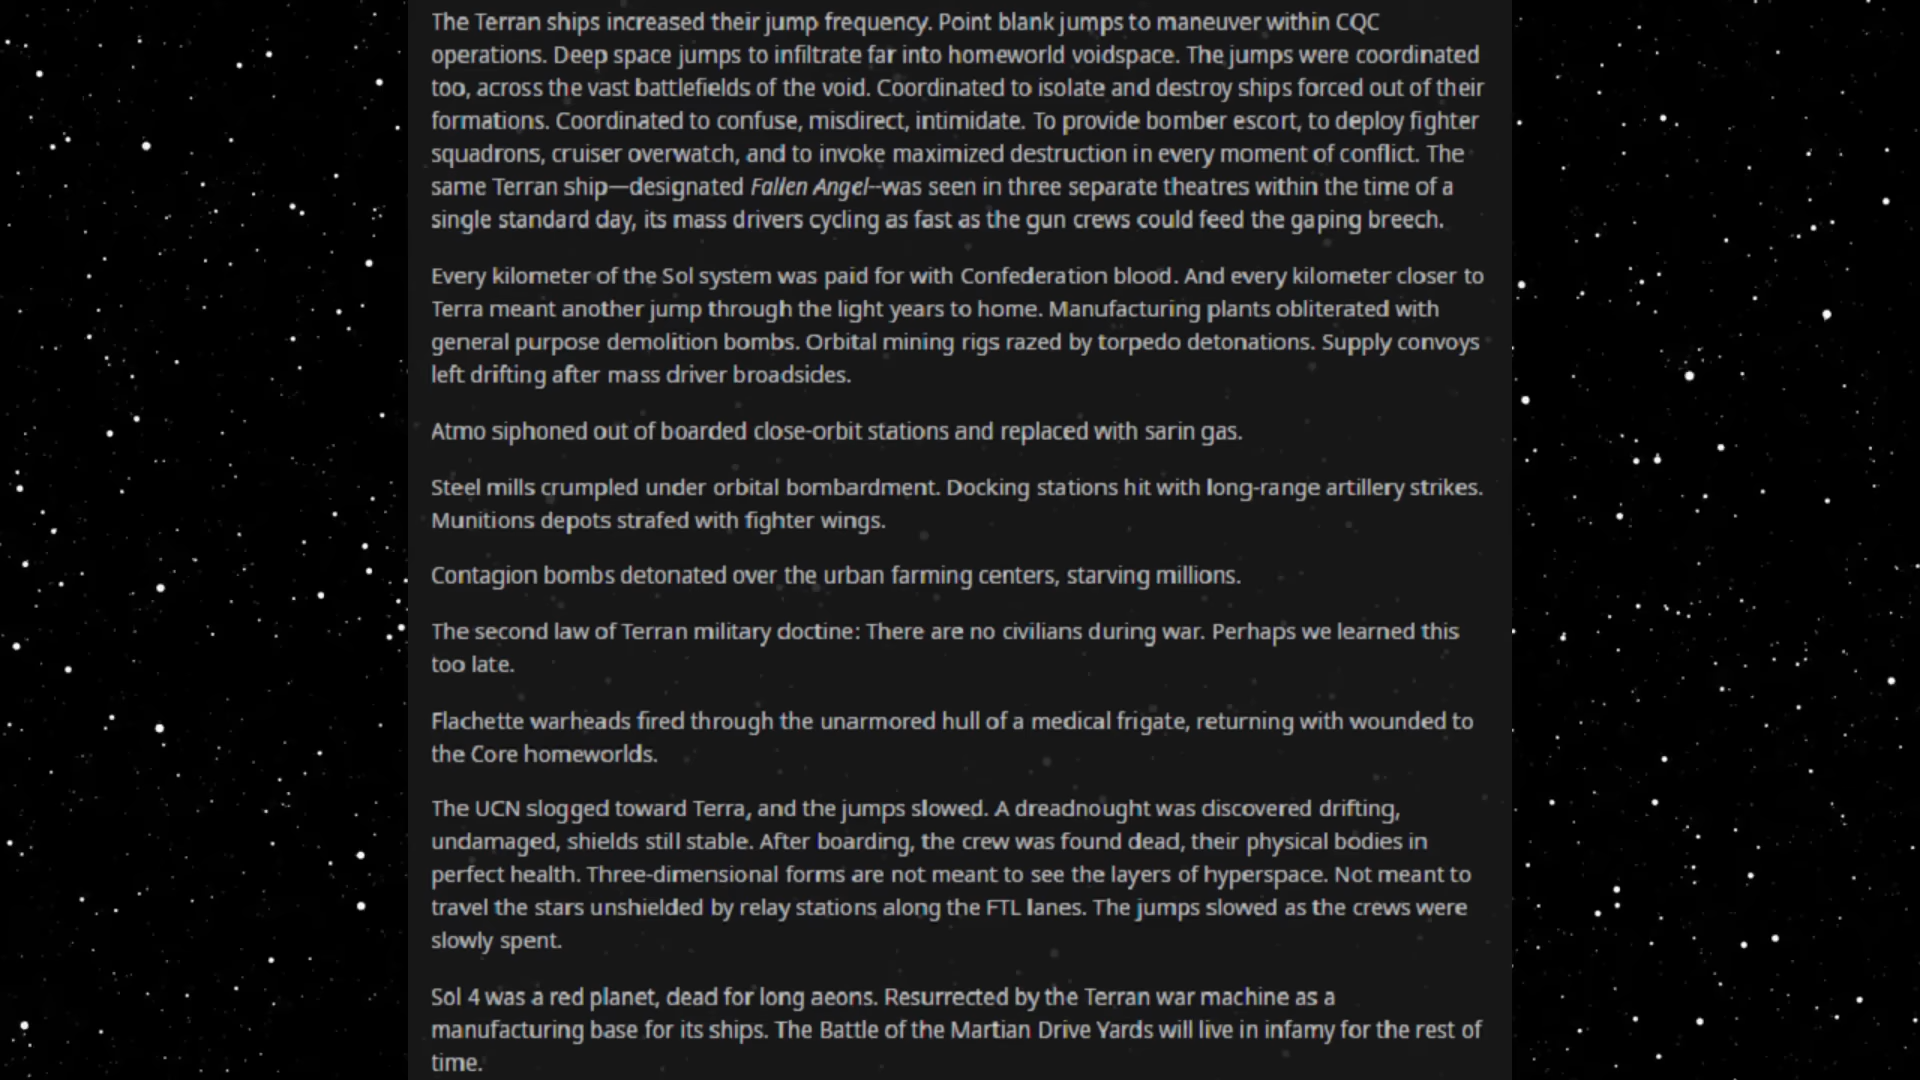 The Terran ships increased their jump frequency. Point blank jumps to maneuver within CQC
operations. Deep space jumps to infiltrate far into homeworld voidspace. The jumps were coordinated
too, across the vast battlefields of the void. Coordinated to isolate and destroy ships forced out of their
formations. Coordinated to confuse, misdirect, intimidate. To provide bomber escort, to deploy fighter
squadrons, cruiser overwatch, and to invoke maximized destruction in every moment of conflict. The
same Terran ship—designated Fallen Angel--was seen in three separate theatres within the time of a
single standard day, its mass drivers cycling as fast as the gun crews could feed the gaping breech.
Every kilometer of the Sol system was paid for with Confederation blood. And every kilometer closer to
Terra meant another jump through the light years to home. Manufacturing plants obliterated with
general purpose demolition bombs. Orbital mining rigs razed by torpedo detonations. Supply convoys
left drifting after mass driver broadsides.
Atmo siphoned out of boarded close-orbit stations and replaced with sarin gas.
Steel mills crumpled under orbital bombardment. Docking stations hit with long-range artillery strikes.
Munitions depots strafed with fighter wings.
Contagion bombs detonated over the urban farming centers, starving millions.
The second law of Terran military doctine: There are no civilians during war. Perhaps we learned this
too late.
Flachette warheads fired through the unarmored hull of a medical frigate, returning with wounded to
the Core homeworlds.
The UCN slogged toward Terra, and the jumps slowed. A dreadnought was discovered drifting,
undamaged, shields still stable. After boarding, the crew was found dead, their physical bodies in
perfect health. Three-dimensional forms are not meant to see the layers of hyperspace. Not meant to
travel the stars unshielded by relay stations along the FTL lanes. The jumps slowed as the crews were
slowly spent.
Sol 4 was a red planet, dead for long aeons. Resurrected by the Terran war machine as a
manufacturing base for its ships. The Battle of the Martian Drive Yards will live in infamy for the rest of
time.